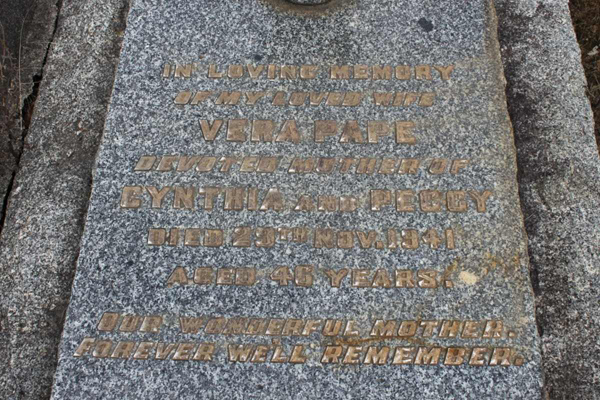 IN LOVING MEMORY
OF MY LOVED WIFE
VERA PAPE
DEVOTED MOTHER OF
CYNTHIA AND PEGGY
DIED 29TH NOV. 1941
AGED 46 YEARS.
OUR WONDERFUL MOTHER.
FOREVER WE'LL REMEMBER.